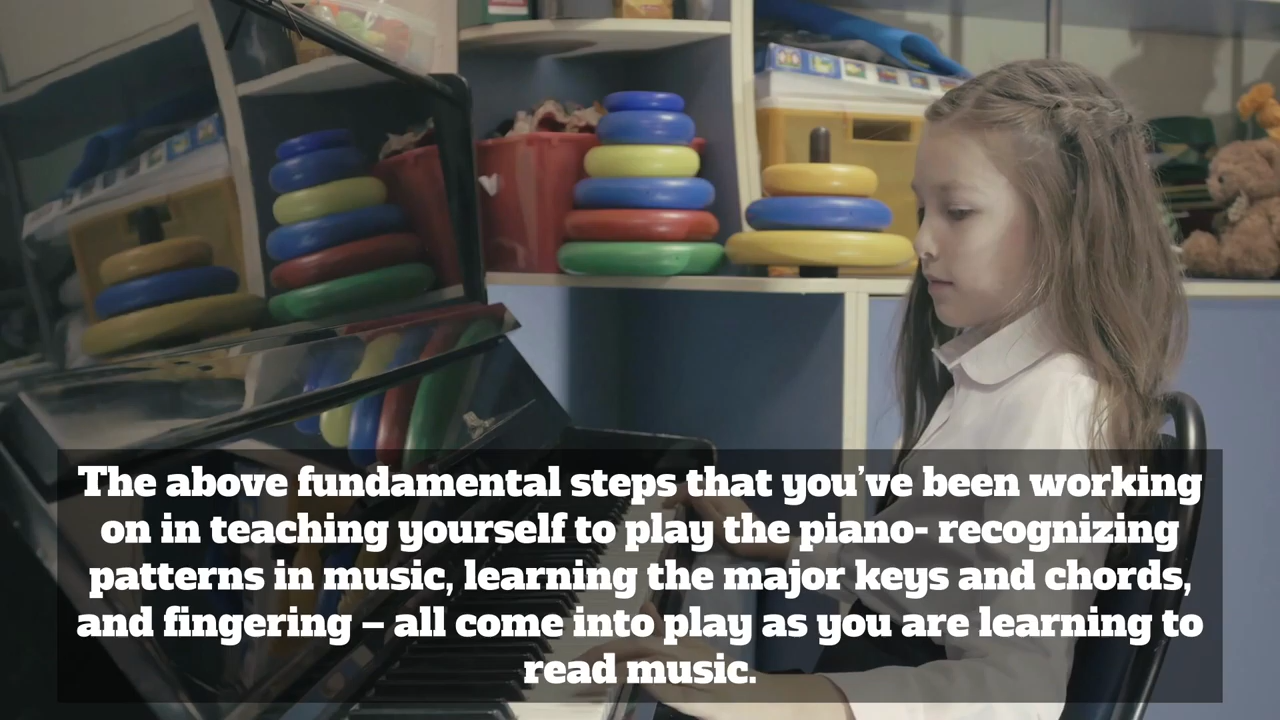 The above fundamental steps that you’ve been working
on in teaching yourself to play the piano- recognizing
patterns in music, learning the major keys and chords,
and fingering – all come into play as you are learning to
read music.